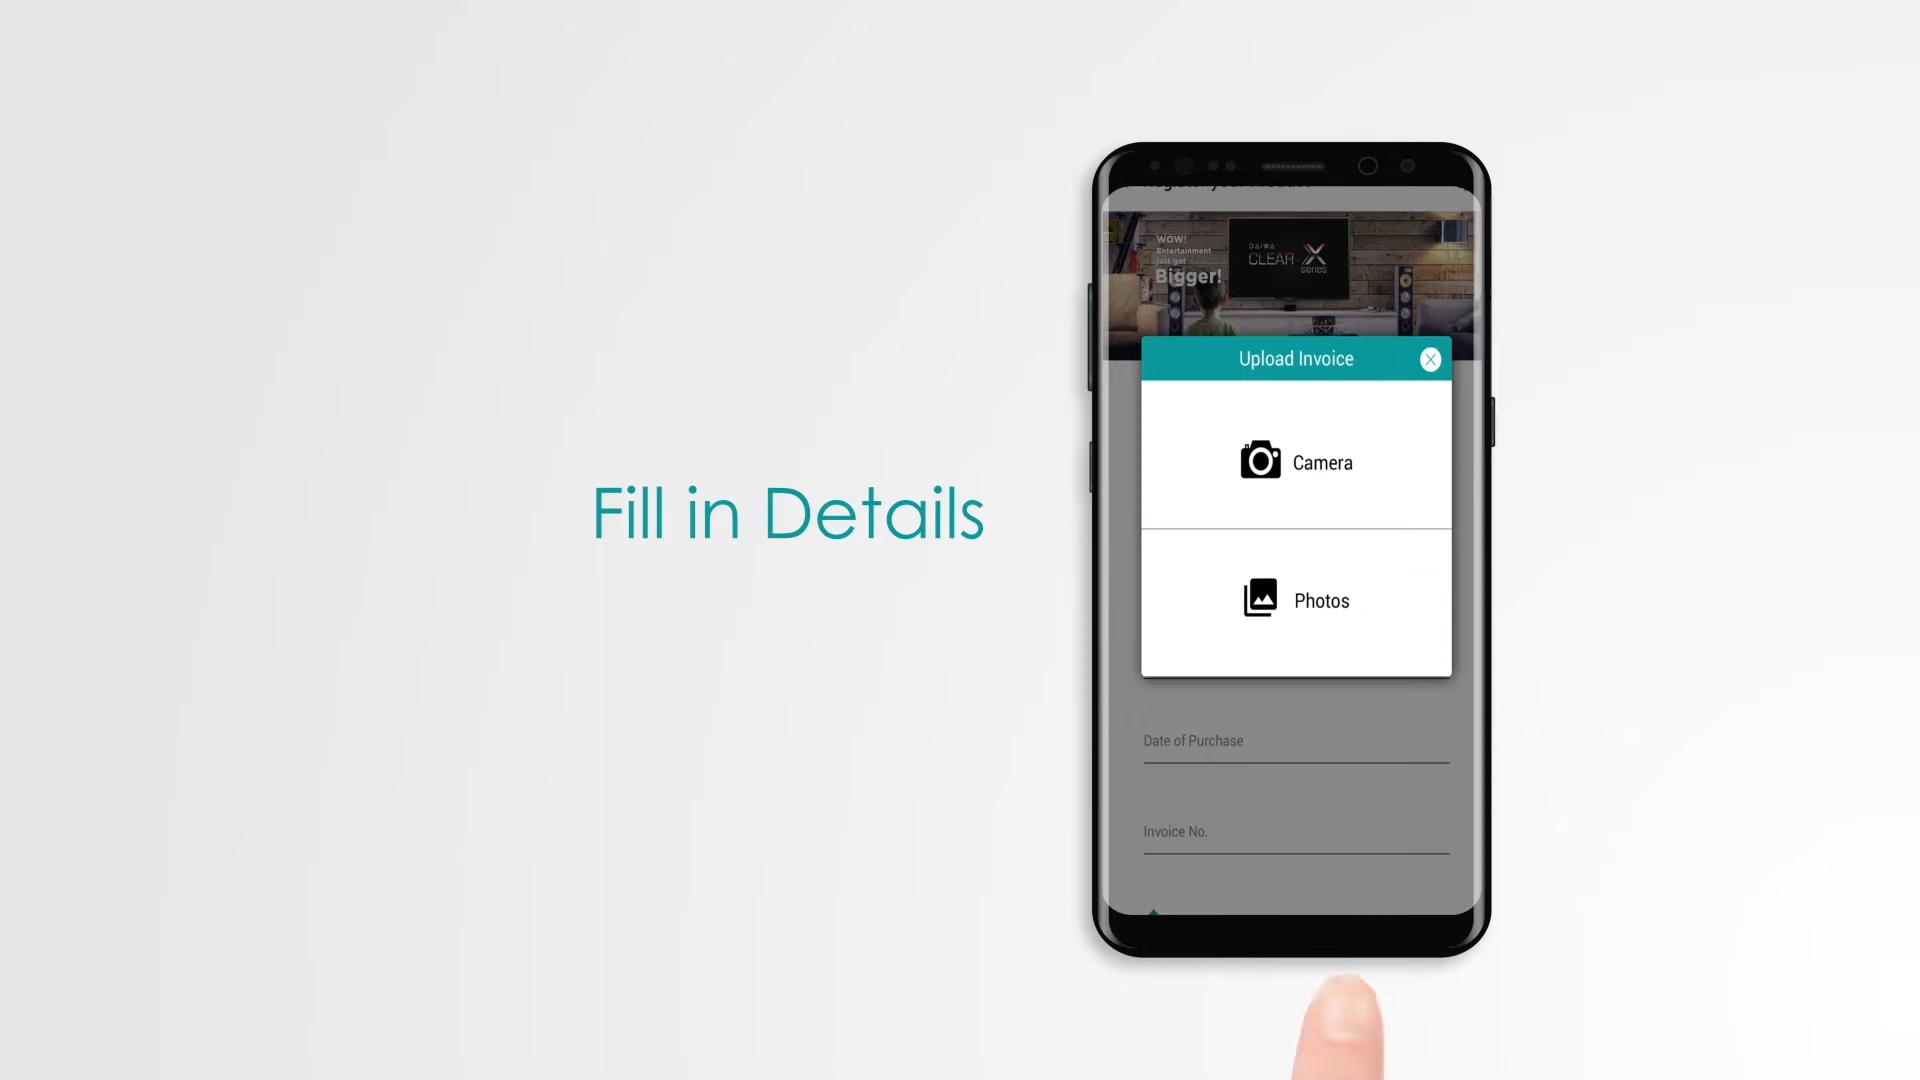 Fill in Details
WOW!
Entertainment
just got
Bigger!
DAIWA
CLEAR-X
series
Upload Invoice
Camera
Photos
Date of Purchase
Invoice No.